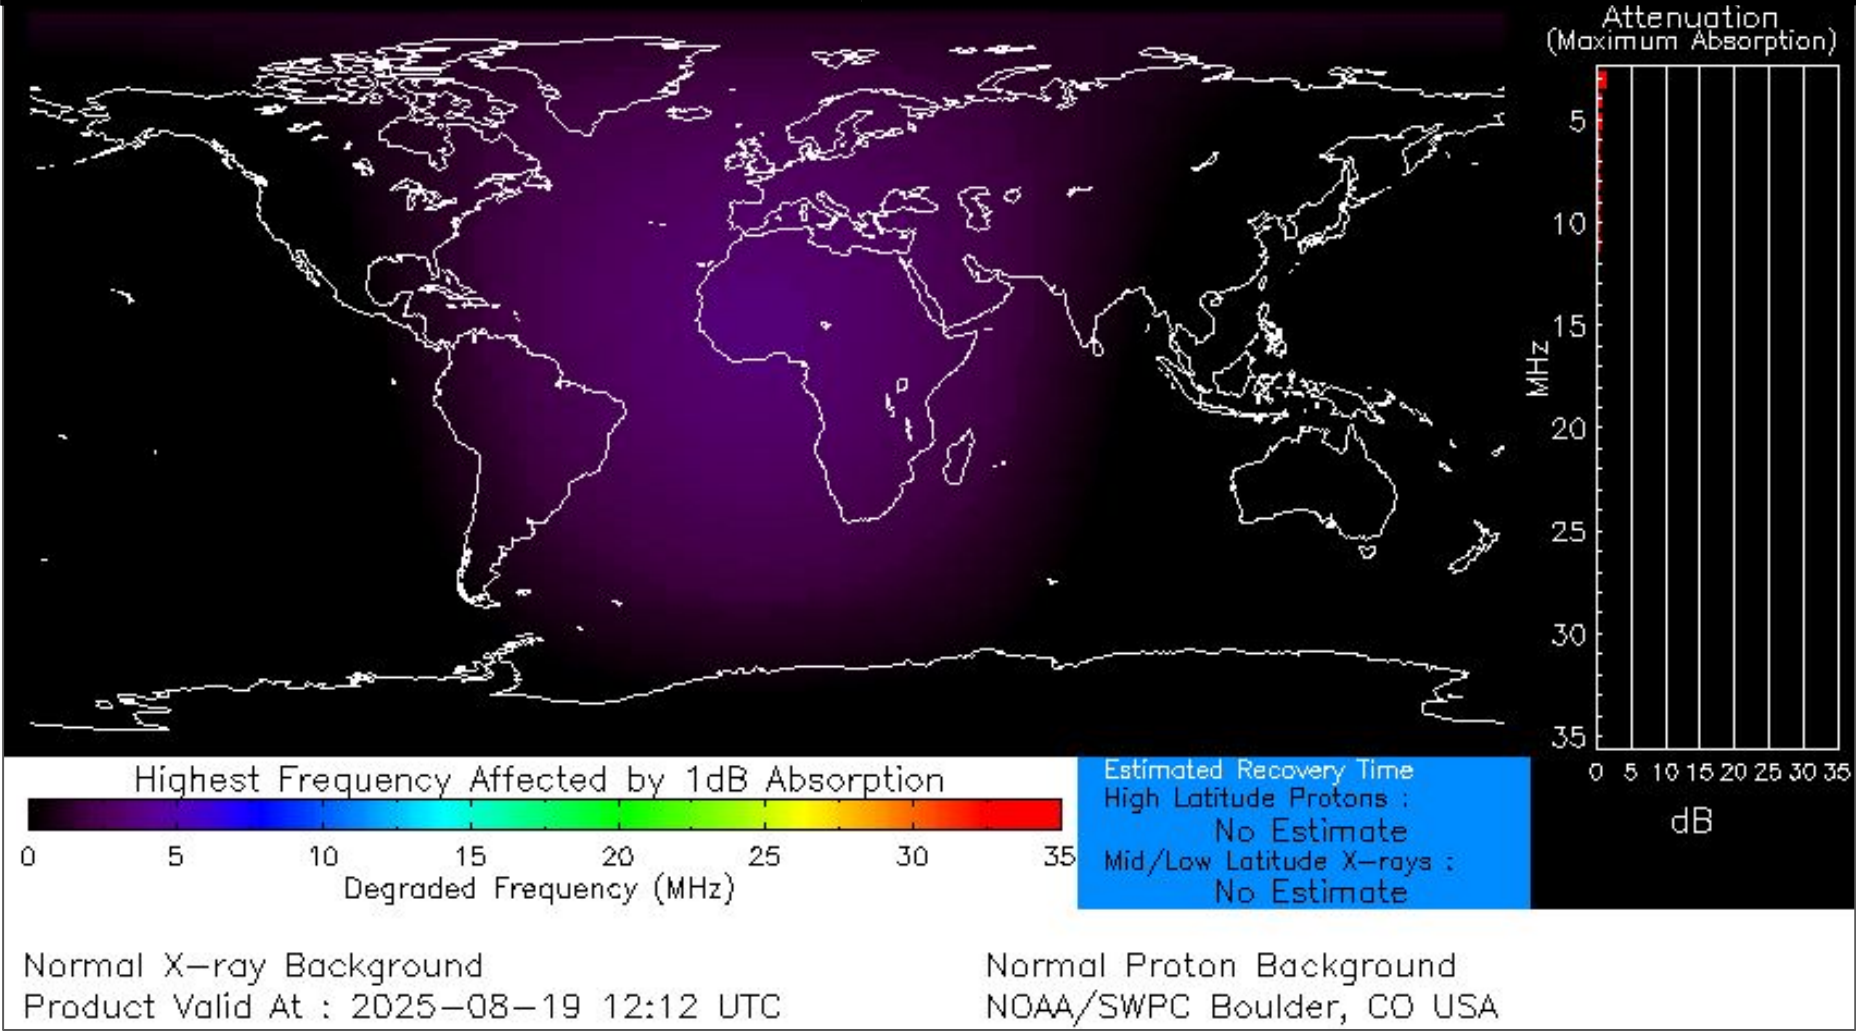 Attenuation
(Maximum Absorption)
5
10
15
20
25
30
35
MHz
0 5 10 15 20 25 30 35
dB
Highest Frequency Affected by 1dB Absorption
0 5 10 15 20 25 30 35
Degraded Frequency (MHz)
Estimated Recovery Time
High Latitude Protons :
No Estimate
Mid/Low Latitude X-rays :
No Estimate
Normal X-ray Background
Product Valid At : 2025-08-19 12:12 UTC
Normal Proton Background
NOAA/SWPC Boulder, CO USA